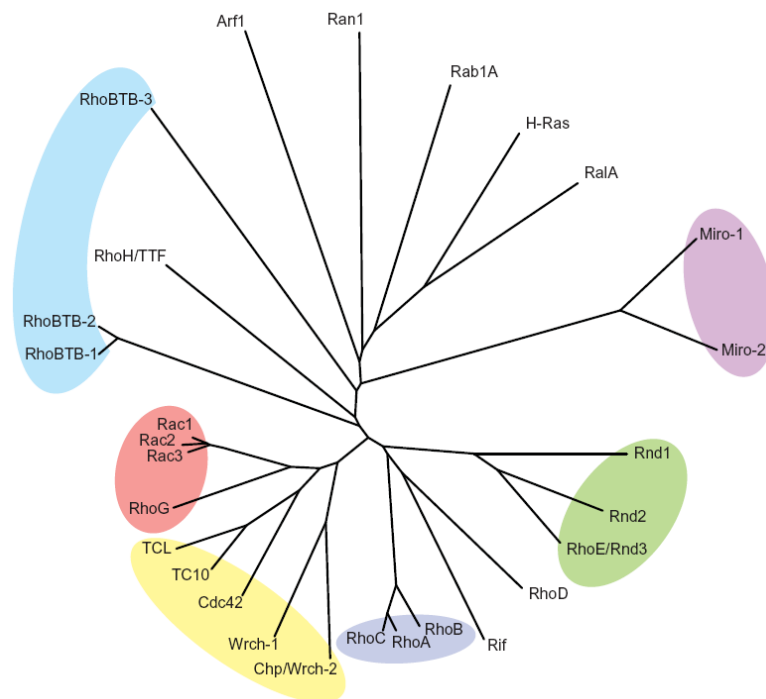 Arf1
Ran1
Rab1A
RhoBTB-3
H-Ras
RalA
Miro-1
RhoH/TTF
RhoBTB-2
Miro-2
RhoBTB-1
Rac1
Rac2
Rac3
Rnd1
RhoG
Rnd2
TCL
RhoE/Rnd3
TC10
RhoD
Cdc42
RhoB
RhoC
RhoA
Wrch-1
Rif
Chp/Wrch-2